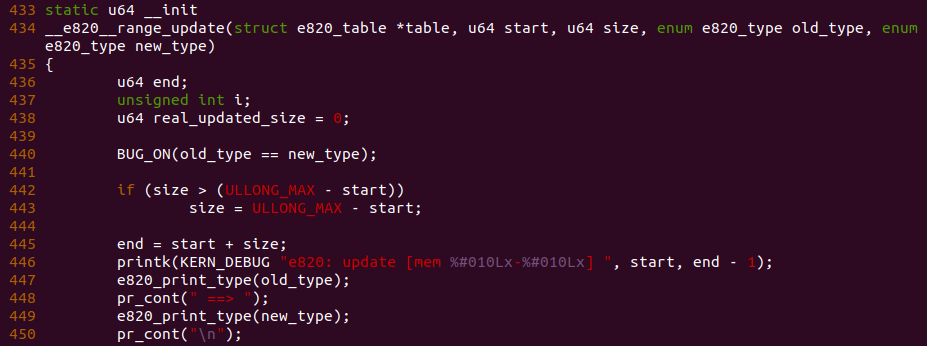 433 static u64 __init
434 __e820__range_update(struct e820_table *table, u64 start, u64 size, enum e820_type old_type, enum
e820_type new_type)
435 {
436         u64 end;
437         unsigned int i;
438         u64 real_updated_size = 0;
439
440         BUG_ON(old_type == new_type);
441
442         if (size > (ULLONG_MAX - start))
443                 size = ULLONG_MAX - start;
444
445         end = start + size;
446         printk(KERN_DEBUG "e820: update [mem %#010Lx-%#010Lx] ", start, end - 1);
447         e820_print_type(old_type);
448         pr_cont(" ==> ");
449         e820_print_type(new_type);
450         pr_cont("\n");